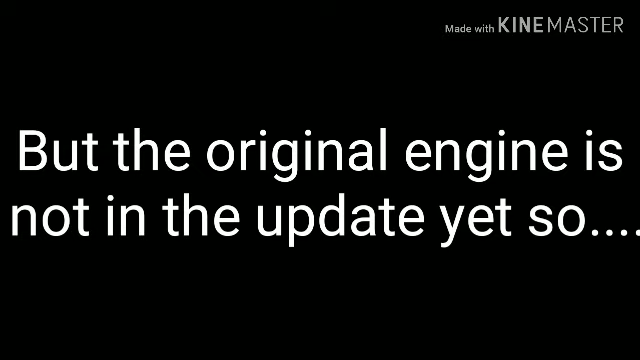 Made with KINEMASTER
But the original engine is
not in the update yet so....